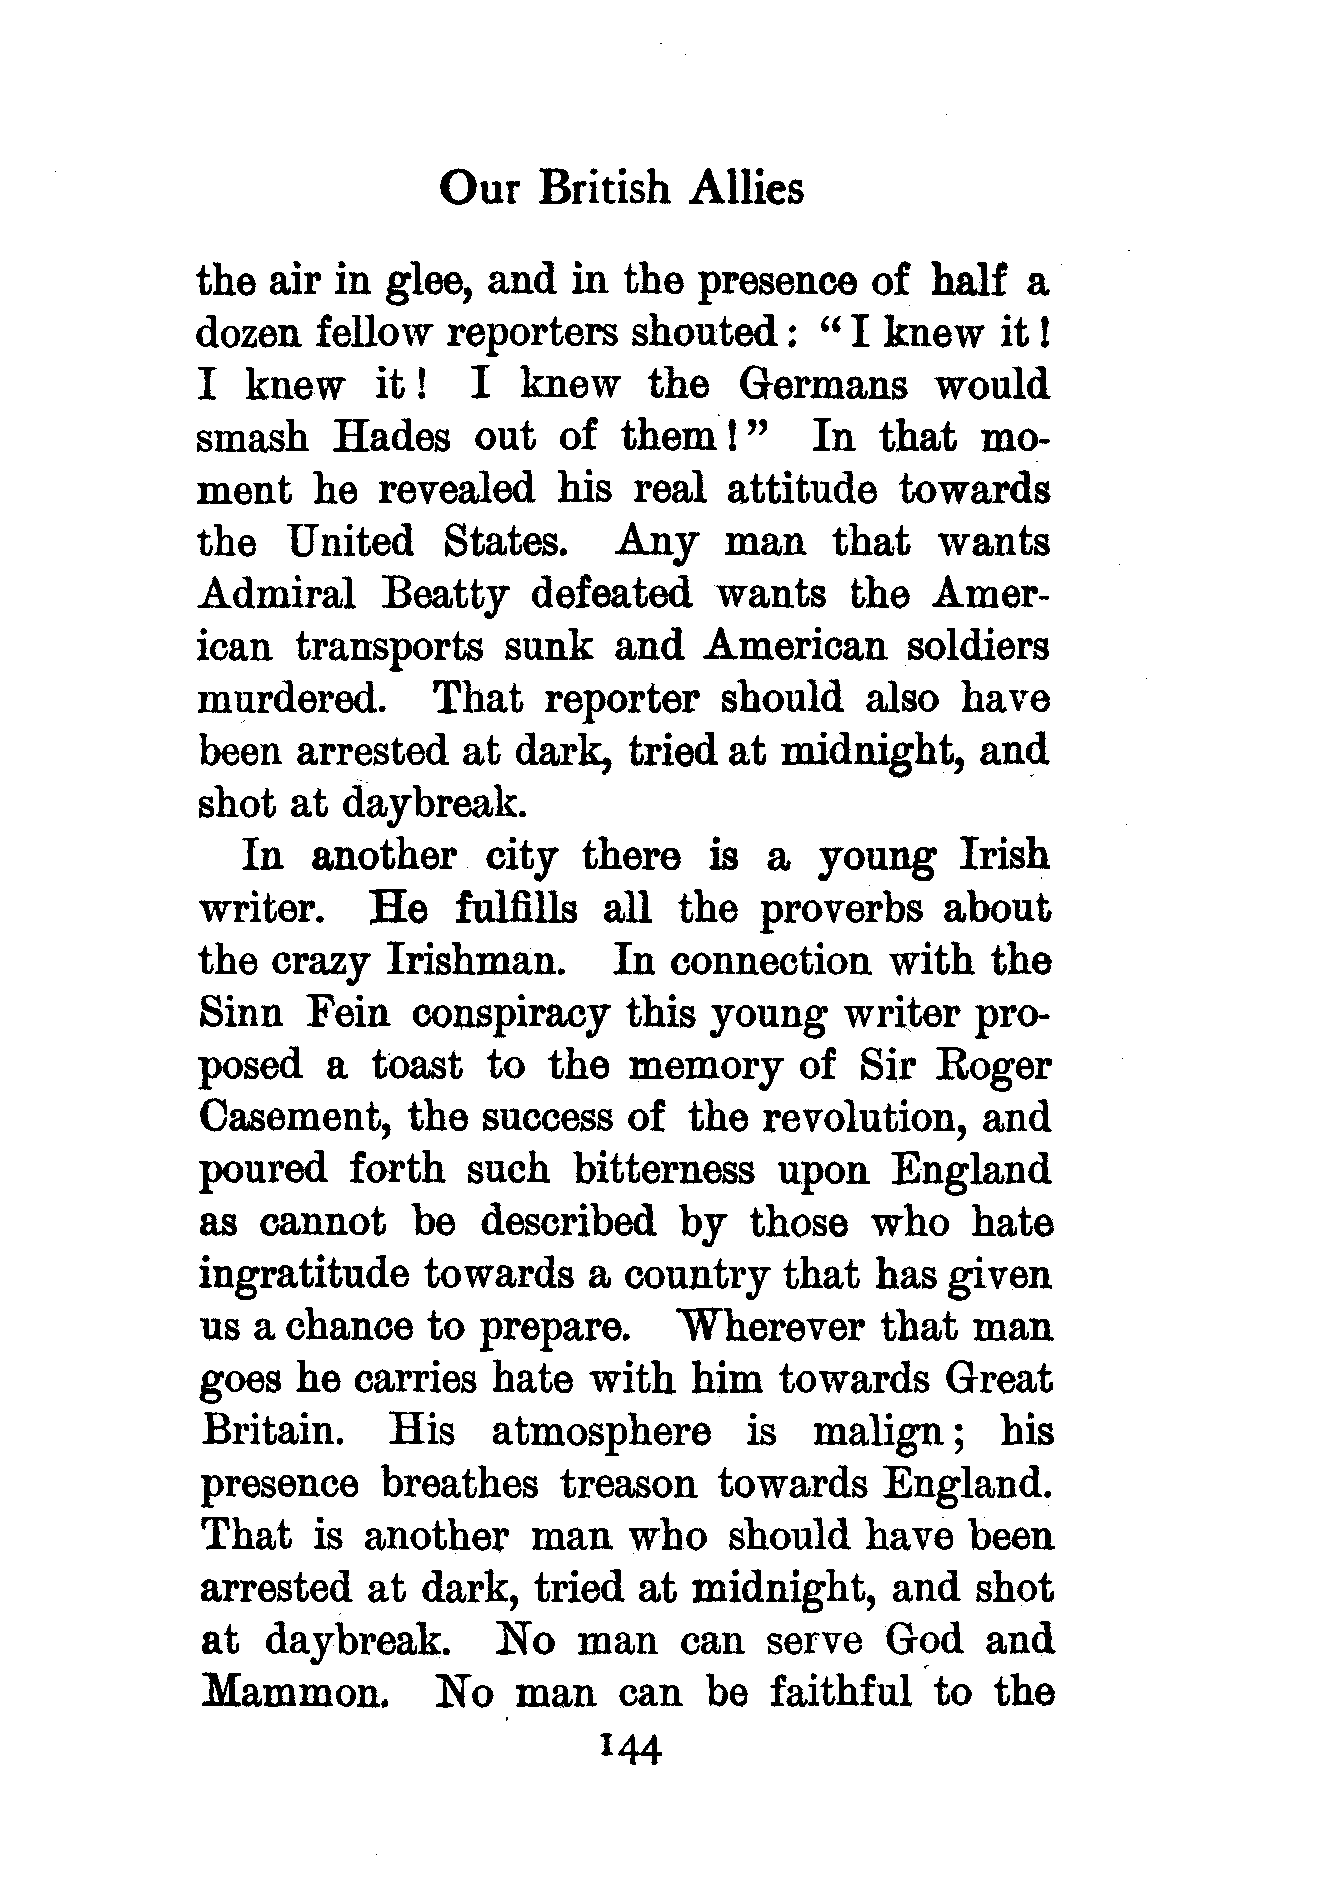 Our British Allies
the air in glee, and in the presence of half a
dozen fellow reporters shouted: "I knew it!
I knew it! I knew the Germans would
smash Hades out of them!" In that mo-
ment he revealed his real attitude towards
the United States. Any man that wants
Admiral Beatty defeated wants the Amer-
ican transports sunk and American soldiers
murdered. That reporter should also have
been arrested at dark, tried at midnight, and
shot at daybreak.
In another city there is a young Irish
writer. He fulfills all the proverbs about
the crazy Irishman. In connection with the
Sinn Fein conspiracy this young writer pro-
posed a toast to the memory of Sir Roger
Casement, the success of the revolution, and
poured forth such bitterness upon England
as cannot be described by those who hate
ingratitude towards a country that has given
us a chance to prepare. Wherever that man
goes he carries hate with him towards Great
Britain. His atmosphere is malign; his
presence breathes treason towards England.
That is another man who should have been
arrested at dark, tried at midnight, and shot
at daybreak. No man can serve God and
Mammon. No man can be faithful to the
144